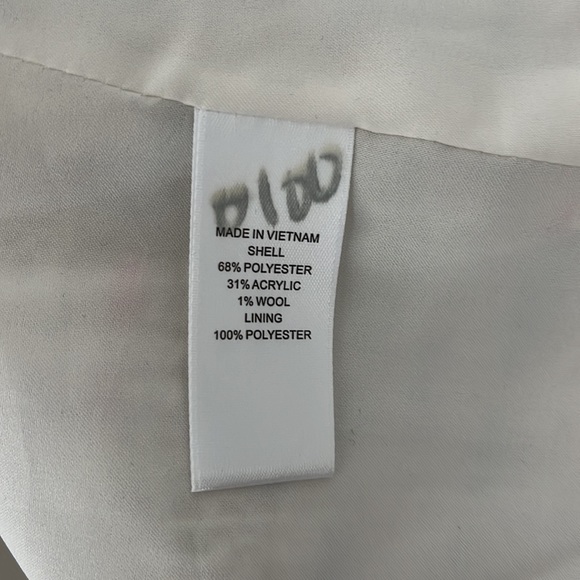 MADE IN VIETNAM
SHELL
68% POLYESTER
31% ACRYLIC
1% WOOL
LINING
100% POLYESTER